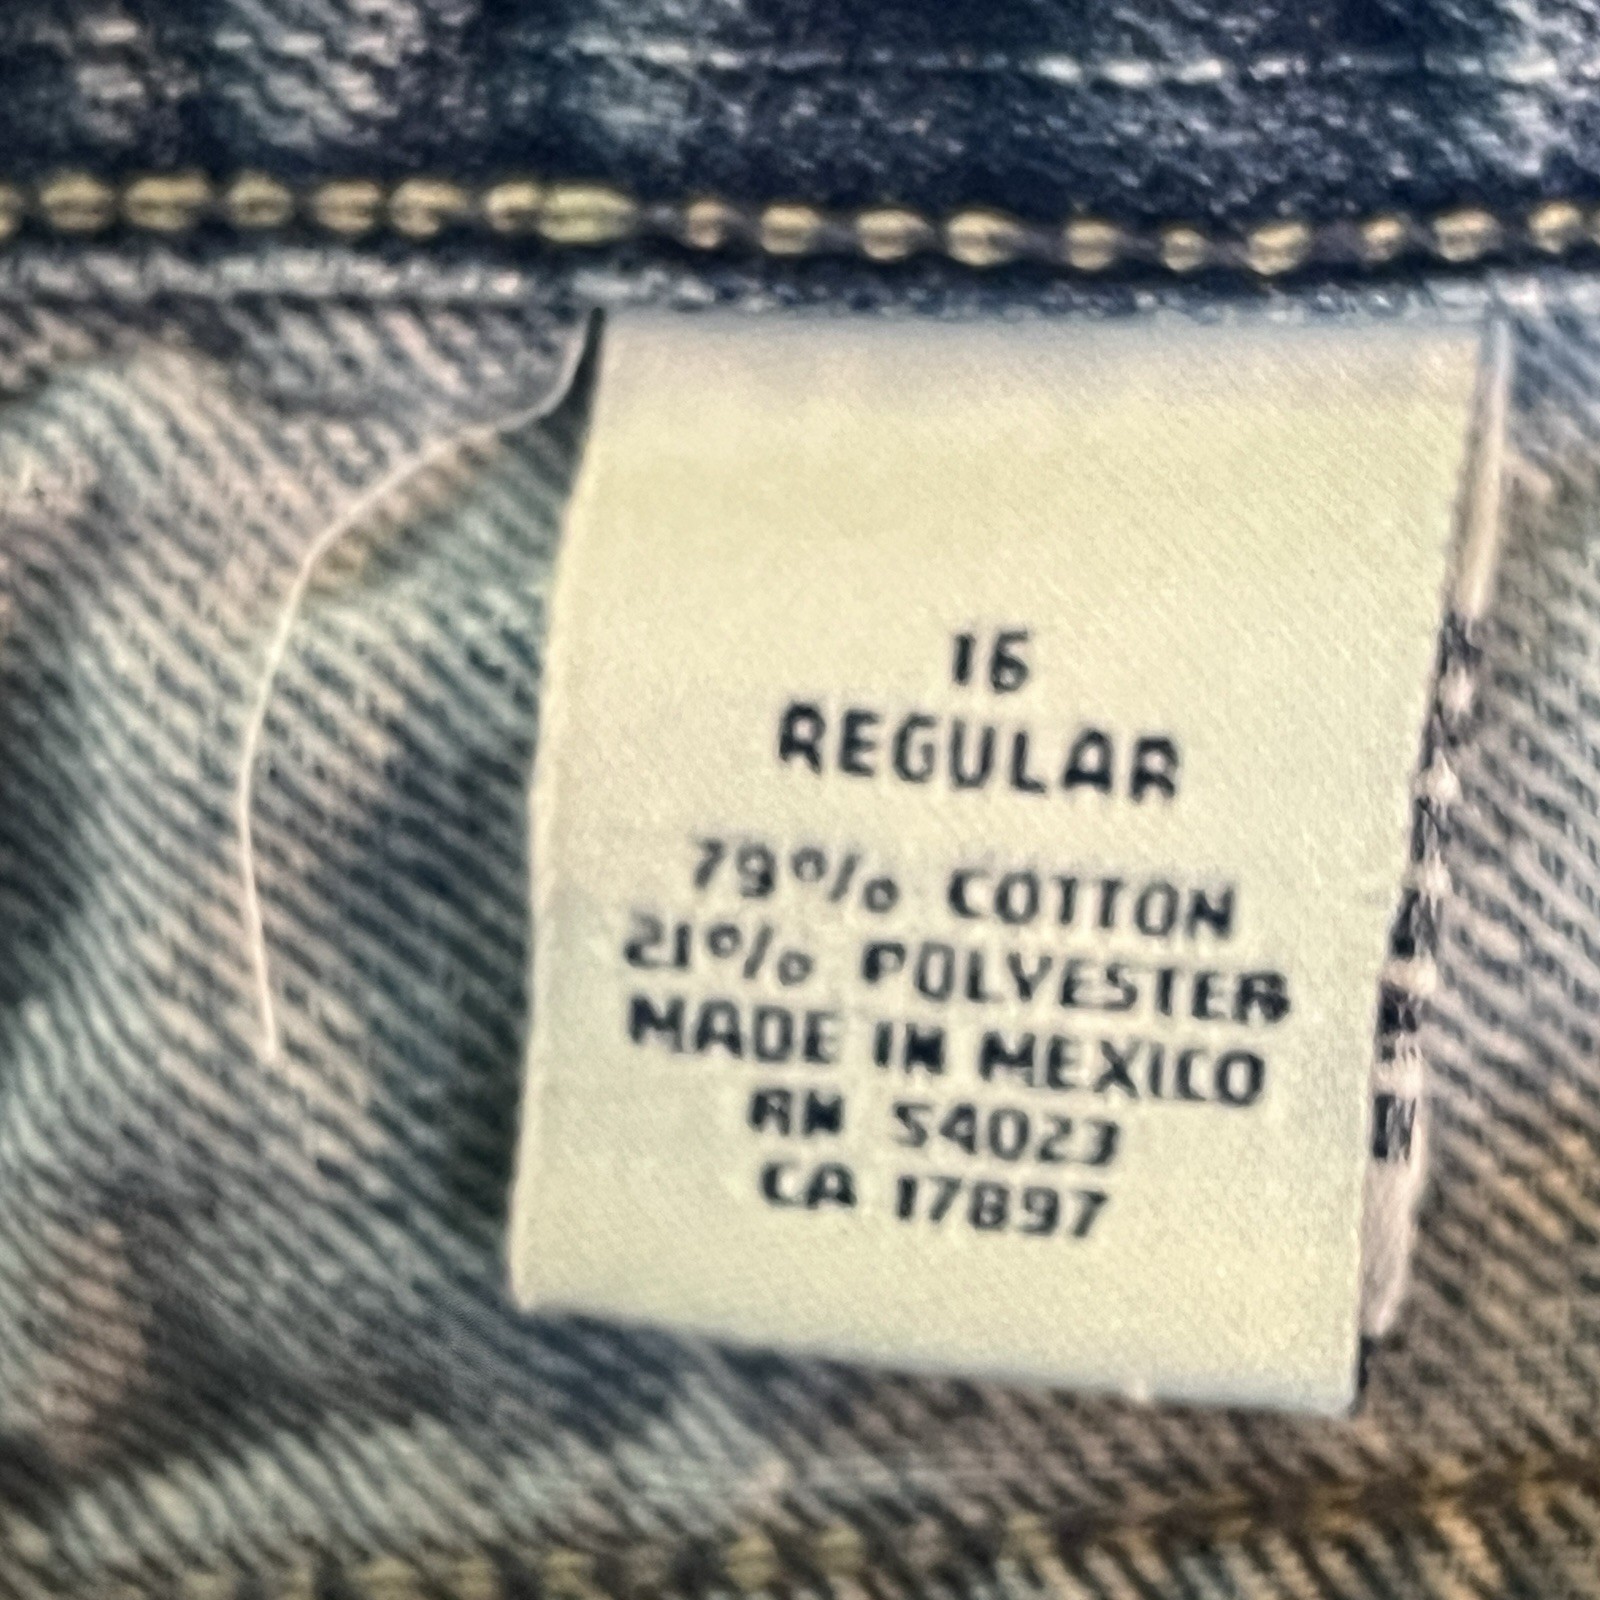 16
REGULAR
79% COTTON
21% POLYESTER
MADE IN MEXICO
RN 54023
CA 17897